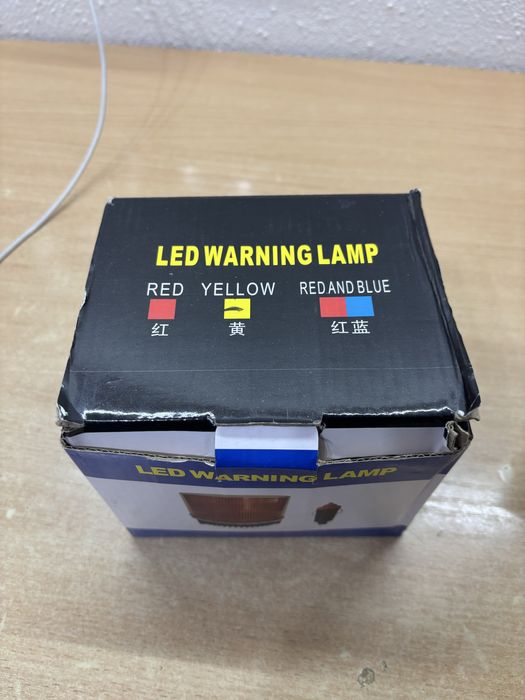 LED WARNING LAMP
RED YELLOW RED AND BLUE
红 黄 红蓝
LED WARNING LAMP